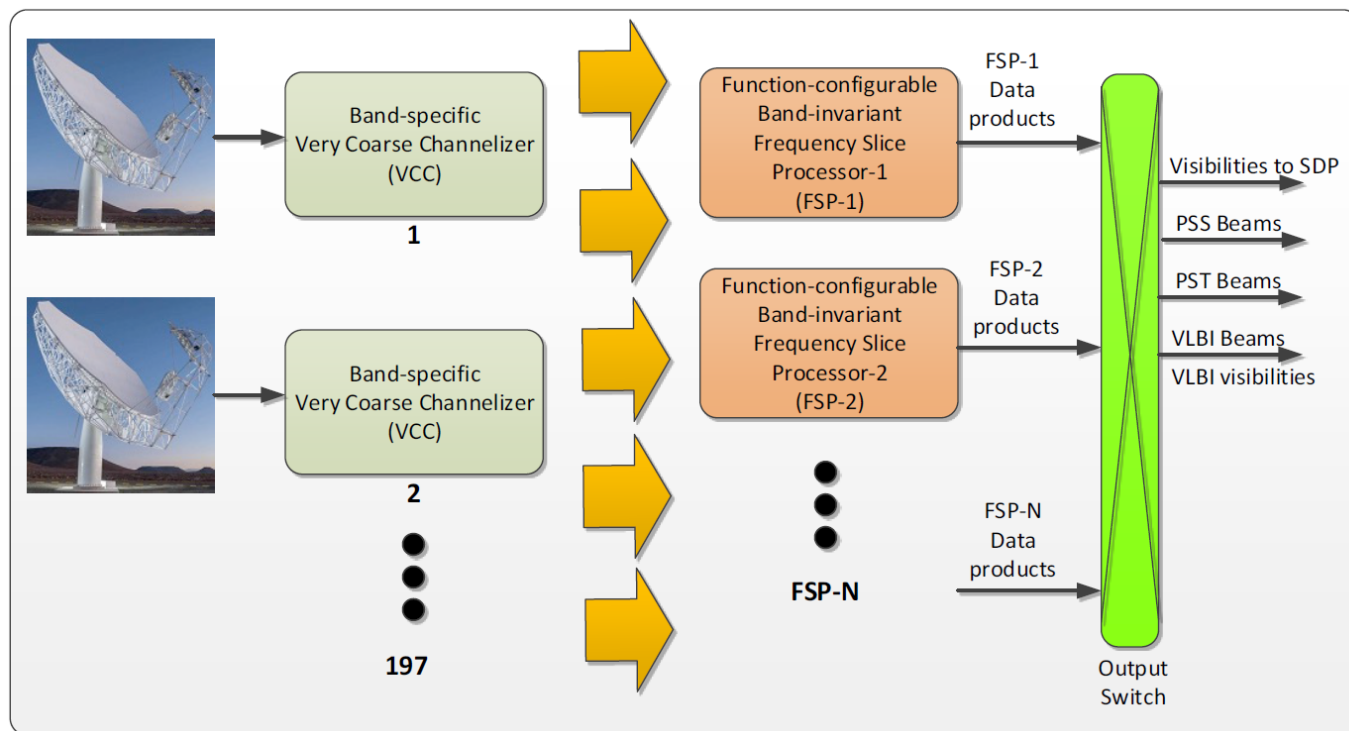 Band-specific
Very Coarse Channelizer
(VCC)
1
Band-specific
Very Coarse Channelizer
(VCC)
2
197
Function-configurable
Band-invariant
Frequency Slice
Processor-1
(FSP-1)
Function-configurable
Band-invariant
Frequency Slice
Processor-2
(FSP-2)
FSP-N
FSP-1
Data
products
FSP-2
Data
products
FSP-N
Data
products
Output
Switch
Visibilities to SDP
PSS Beams
PST Beams
VLBI Beams
VLBI visibilities